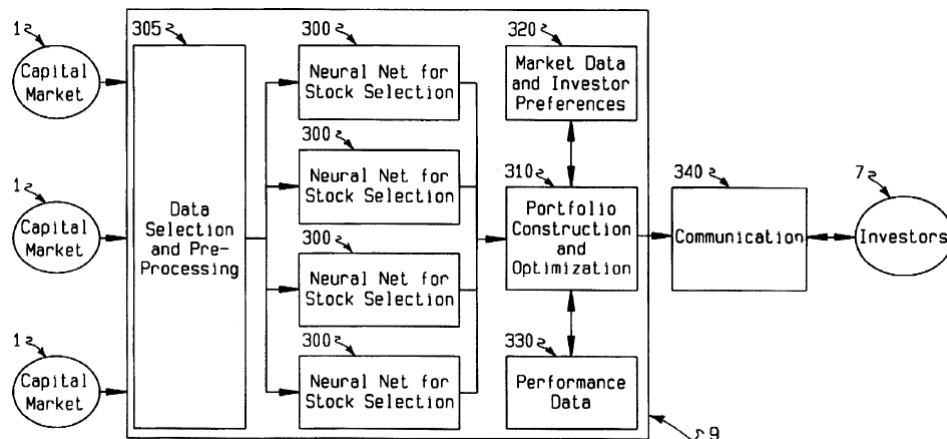 1
Capital
Market
1
Capital
Market
1
Capital
Market
305
Data
Selection
and Pre-
Processing
300
Neural Net for
Stock Selection
300
Neural Net for
Stock Selection
300
Neural Net for
Stock Selection
300
Neural Net for
Stock Selection
320
Market Data
and Investor
Preferences
310
Portfolio
Construction
and
Optimization
330
Performance
Data
340
Communication
7
Investors
9